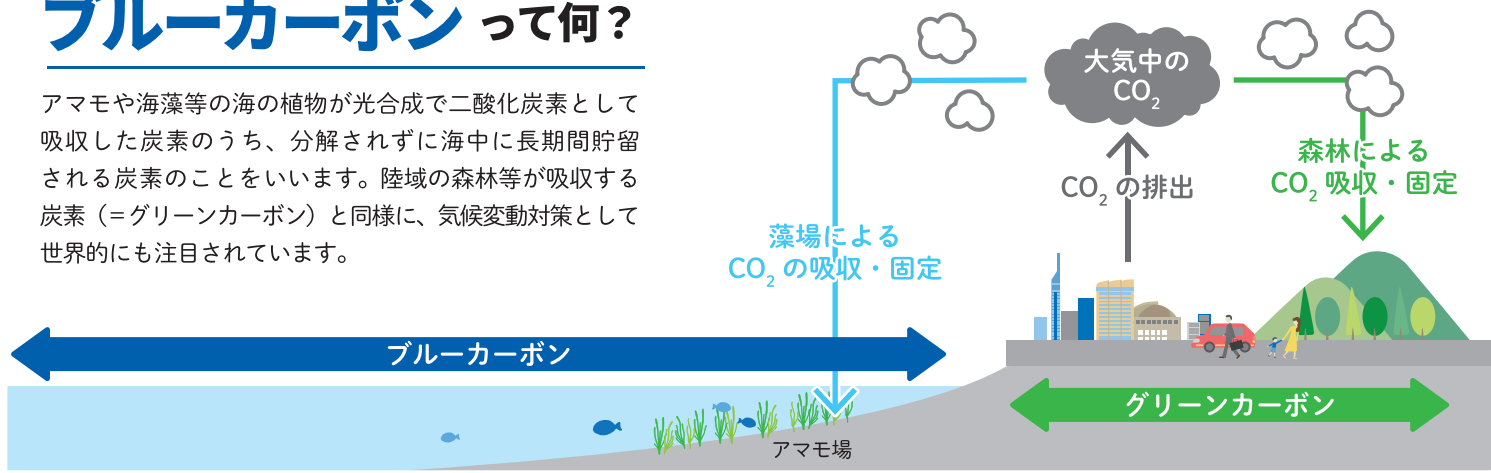 ブルーカーボンって何？
アマモや海藻等の海の植物が光合成で二酸化炭素として
吸収した炭素のうち、分解されずに海中に長期間貯留
される炭素のことをいいます。陸域の森林等が吸収する
炭素（＝グリーンカーボン）と同様に、気候変動対策として
世界的にも注目されています。
大気中の
CO₂
森林による
CO₂ 吸収・固定
CO₂ の排出
藻場による
CO₂ の吸収・固定
ブルーカーボン
グリーンカーボン
アマモ場